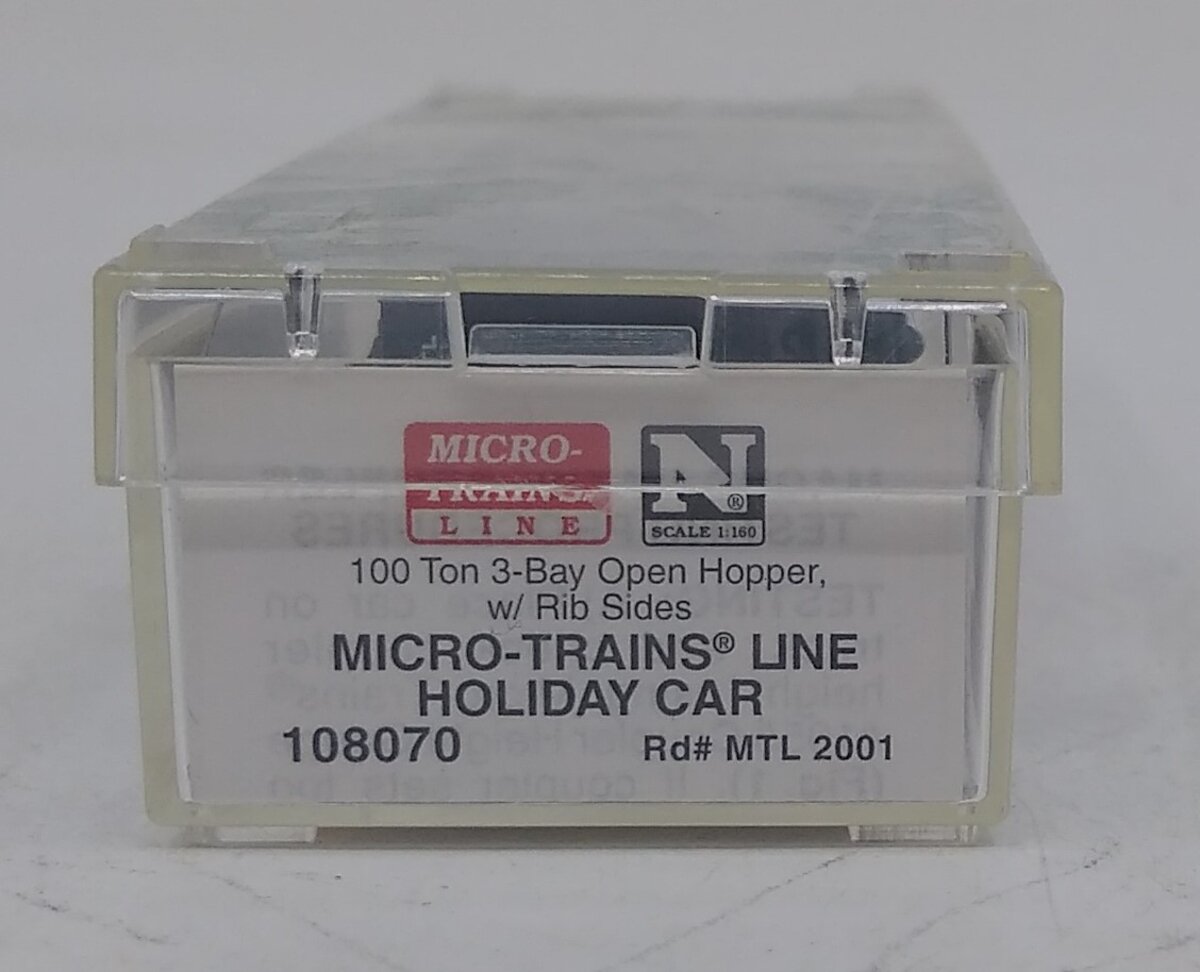 MICRO-
TRAINS®
LINE
N®
SCALE 1:160
100 Ton 3-Bay Open Hopper,
w/ Rib Sides
MICRO-TRAINS® LINE
HOLIDAY CAR
108070 Rd# MTL 2001